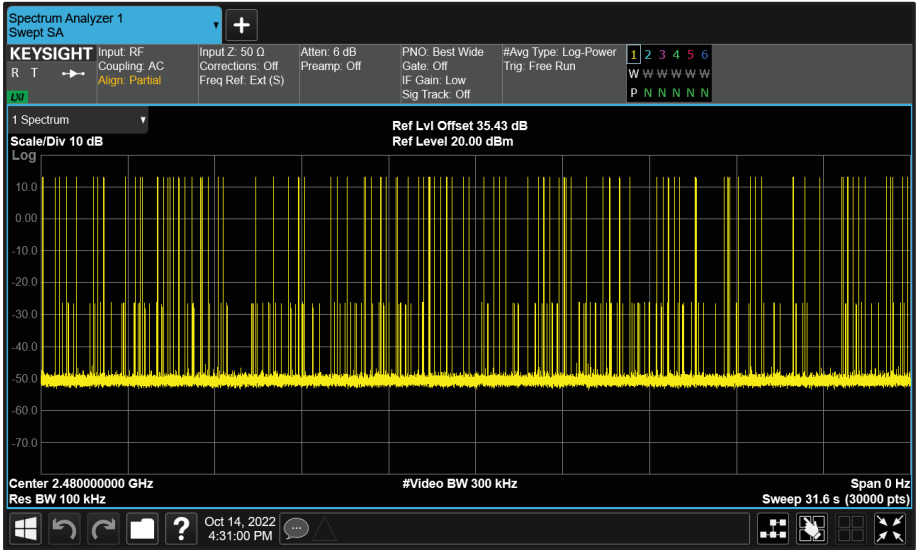 Spectrum Analyzer 1
Swept SA
+
KEYSIGHT
R T
LXI
Input: RF
Coupling: AC
Align: Partial
Input Z: 50 Ω
Corrections: Off
Freq Ref: Ext (S)
Atten: 6 dB
Preamp: Off
PNO: Best Wide
Gate: Off
IF Gain: Low
Sig Track: Off
#Avg Type: Log-Power
Trig: Free Run
1 2 3 4 5 6
W W W W W W
P N N N N N
1 Spectrum
Scale/Div 10 dB
Ref Lvl Offset 35.43 dB
Ref Level 20.00 dBm
Log
10.0
0.00
-10.0
-20.0
-30.0
-40.0
-50.0
-60.0
-70.0
Center 2.480000000 GHz
#Video BW 300 kHz
Span 0 Hz
Res BW 100 kHz
Sweep 31.6 s (30000 pts)
?
Oct 14, 2022
4:31:00 PM